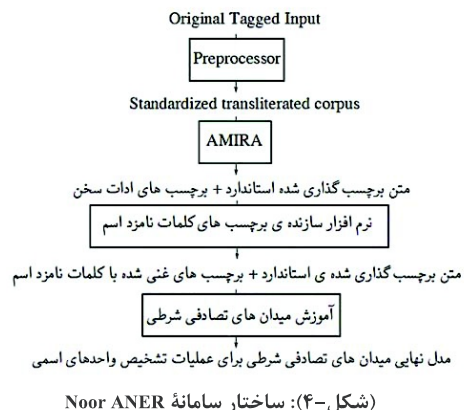 Original Tagged Input
Preprocessor
Standardized transliterated corpus
AMIRA
متن برچسب گذاری شده استاندارد + برچسب های ادات سخن
نرم افزار سازنده ی برچسب های کلمات نامزد اسم
متن برچسب گذاری شده ی استاندارد + برچسب های غنی شده با کلمات نامزد اسم
آموزش میدان های تصادفی شرطی
مدل نهایی میدان های تصادفی شرطی برای عملیات تشخیص واحدهای اسمی
(شکل-۴): ساختار سامانهٔ Noor ANER